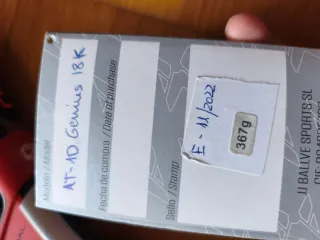 AT-10 Genius 18K
Modelo / Model
Fecha de compra / Date of purchase
E - 11/2022
367g
Sello / Stamp
JJ BALLVE SPORTS SL